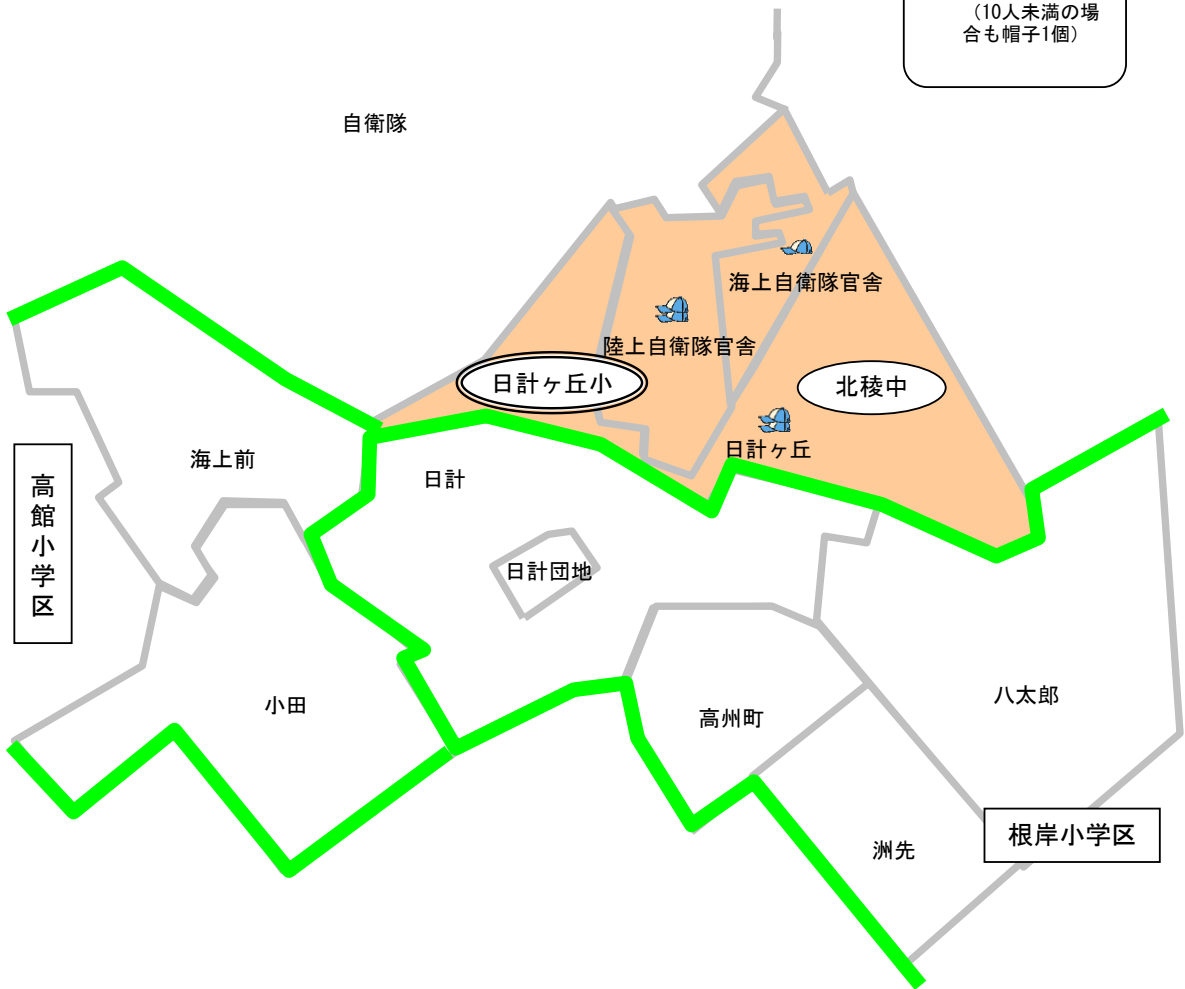 （10人未満の場
合も帽子1個）
自衛隊
海上自衛隊官舎
陸上自衛隊官舎
日計ヶ丘小
北稜中
日計ヶ丘
海上前
日計
高館小学区
日計団地
小田
高州町
八太郎
根岸小学区
洲先